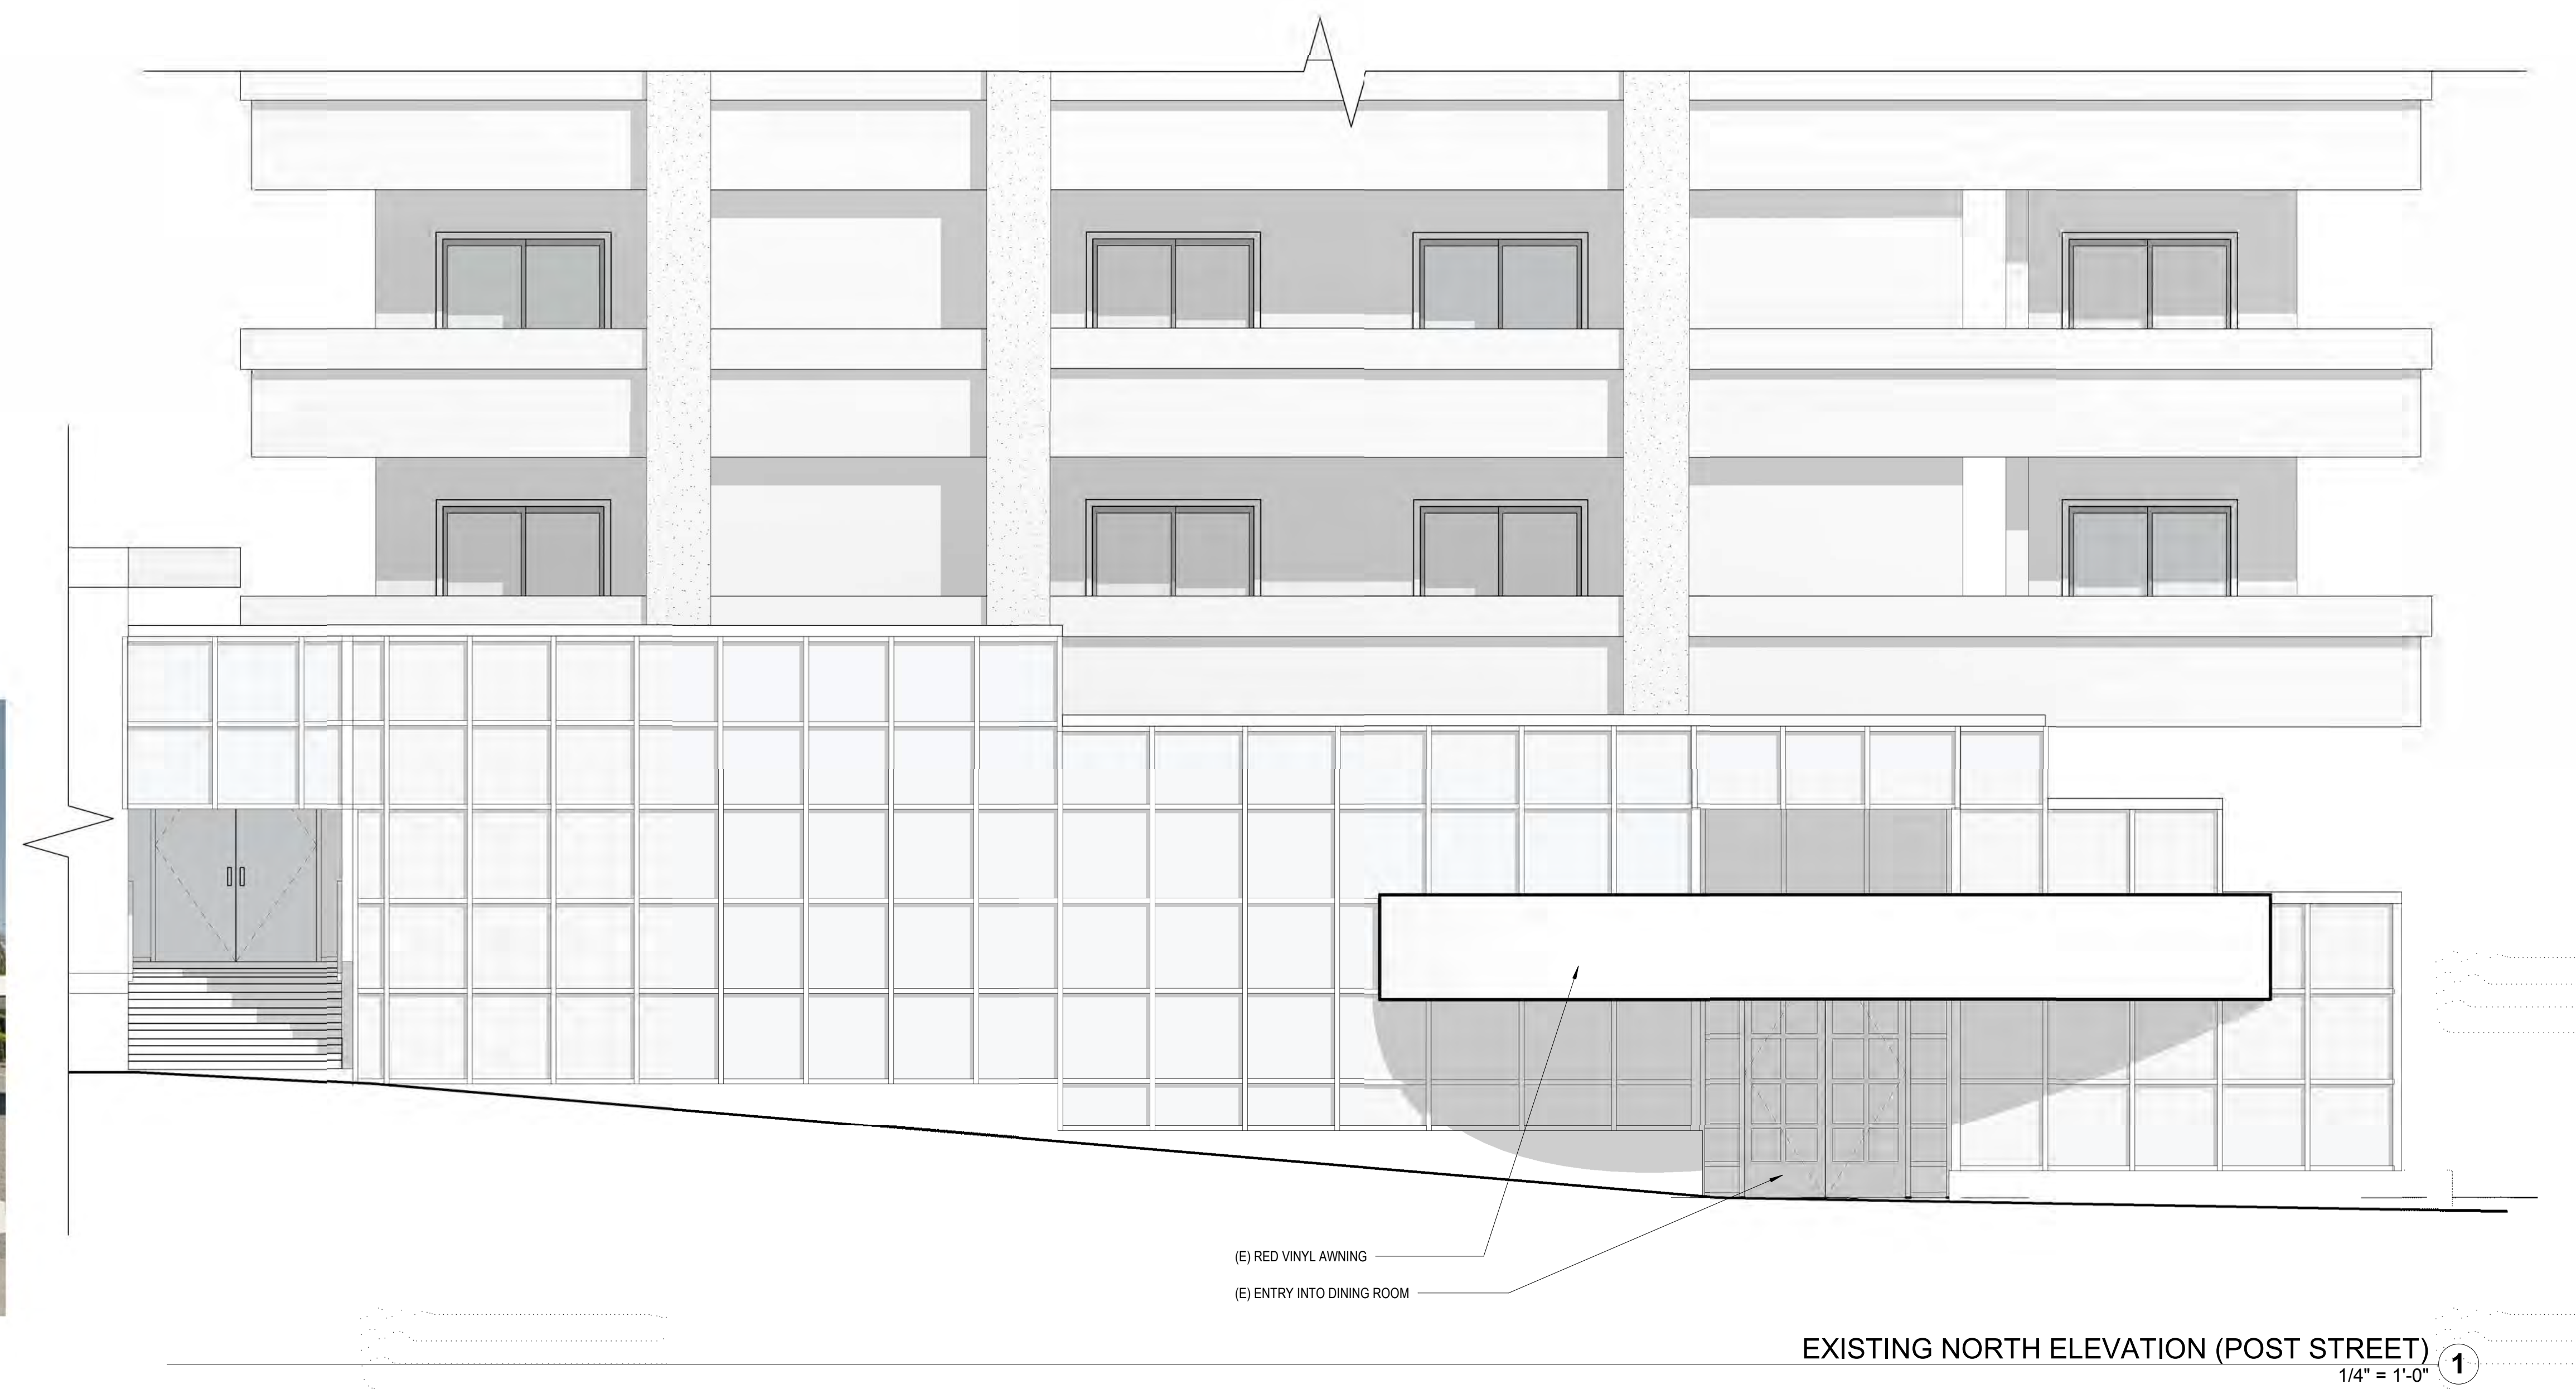 (E) RED VINYL AWNING
(E) ENTRY INTO DINING ROOM
EXISTING NORTH ELEVATION (POST STREET)
1/4" = 1'-0"
1